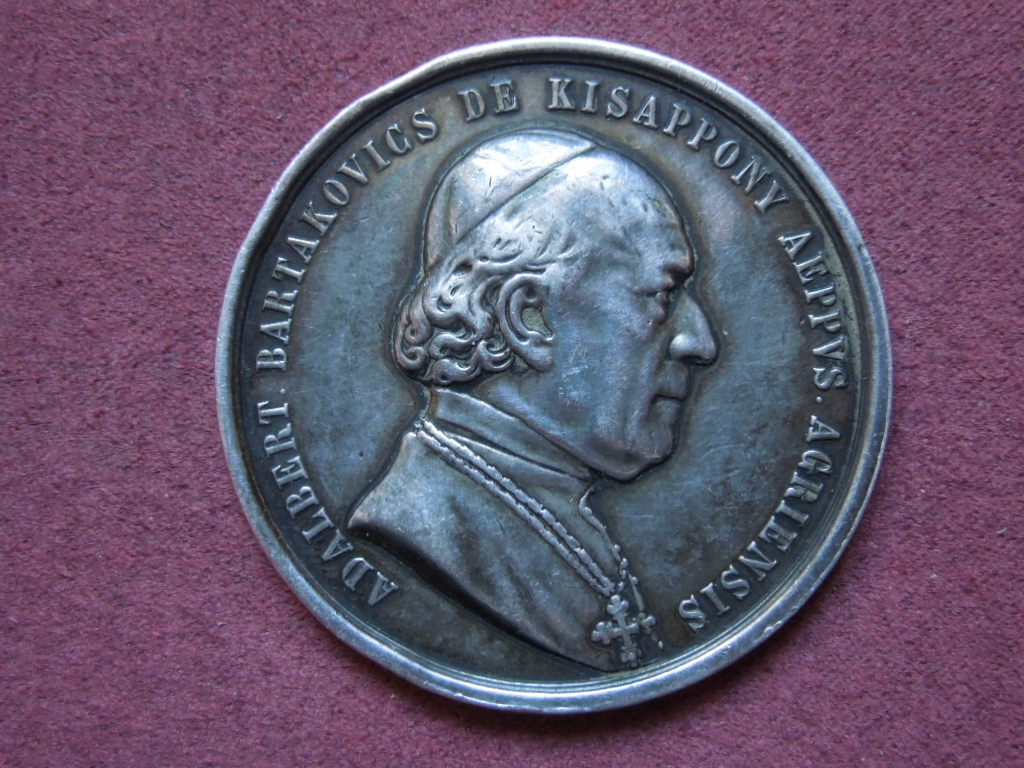 ADALBERT. BARTAKOVICS DE KISAPPONY AEPPVS. AGRIENSIS